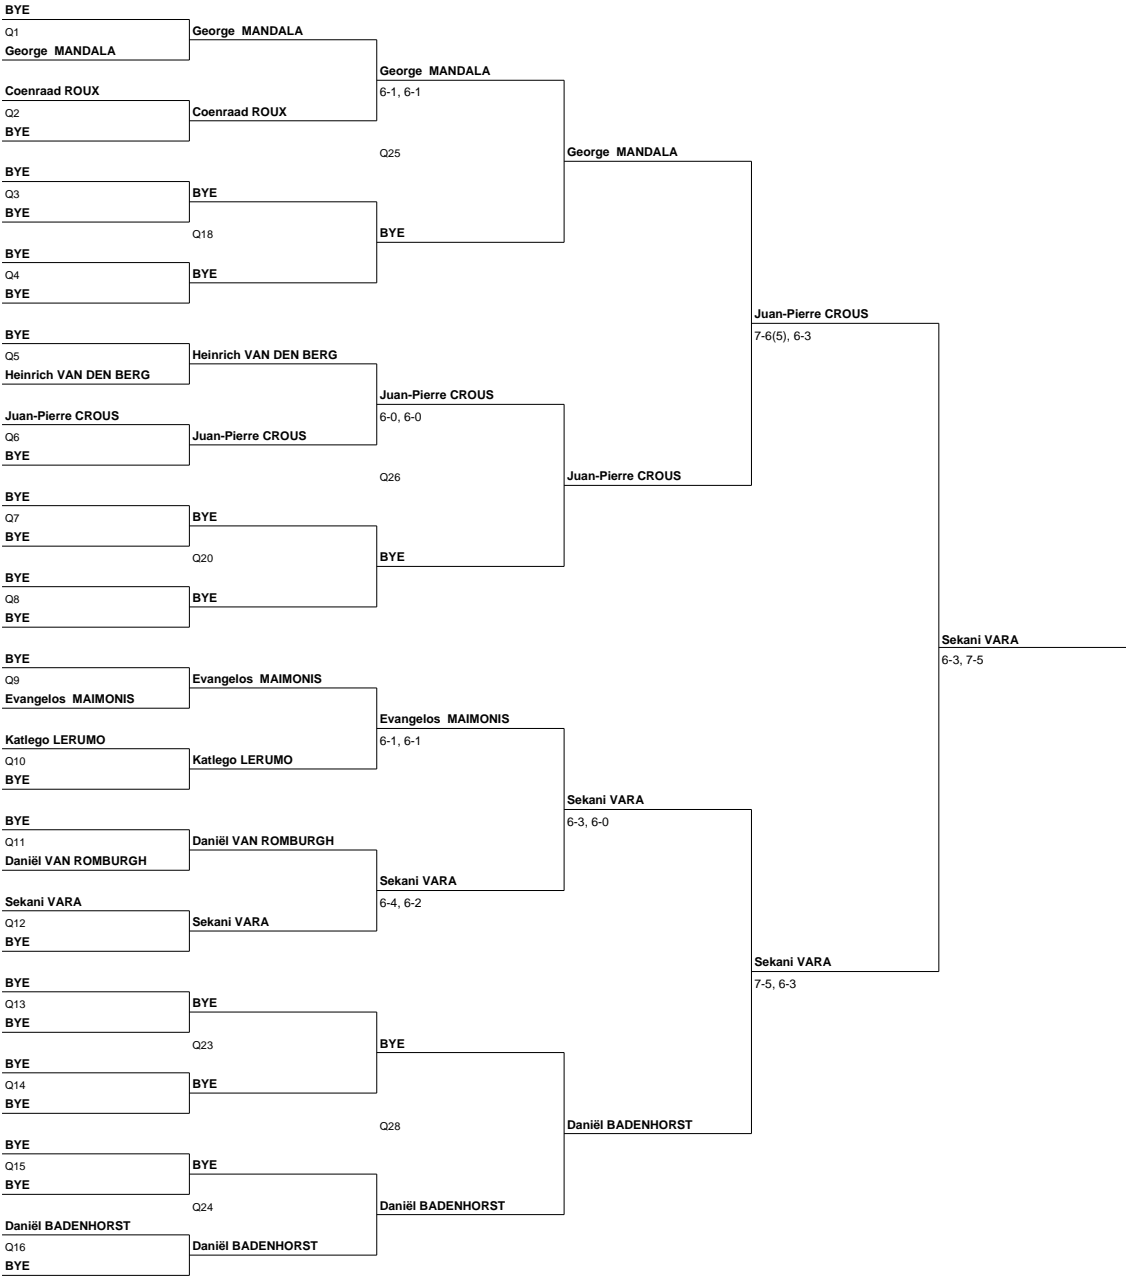 BYE
Q1
George MANDALA
Coenraad ROUX
Q2
BYE
BYE
Q3
BYE
BYE
Q4
BYE
BYE
Q5
Heinrich VAN DEN BERG
Juan-Pierre CROUS
Q6
BYE
BYE
Q7
BYE
BYE
Q8
BYE
BYE
Q9
Evangelos MAIMONIS
Katlego LERUMO
Q10
BYE
BYE
Q11
Daniël VAN ROMBURGH
Sekani VARA
Q12
BYE
BYE
Q13
BYE
BYE
Q14
BYE
BYE
Q15
BYE
Daniël BADENHORST
Q16
BYE
George MANDALA
Coenraad ROUX
BYE
Q18
BYE
Heinrich VAN DEN BERG
Juan-Pierre CROUS
BYE
Q20
BYE
Evangelos MAIMONIS
Katlego LERUMO
Daniël VAN ROMBURGH
Sekani VARA
BYE
Q23
BYE
BYE
Q24
Daniël BADENHORST
George MANDALA
6-1, 6-1
Q25
BYE
Juan-Pierre CROUS
6-0, 6-0
Q26
BYE
Evangelos MAIMONIS
6-1, 6-1
Sekani VARA
6-4, 6-2
BYE
Q28
Daniël BADENHORST
George MANDALA
Juan-Pierre CROUS
Sekani VARA
6-3, 6-0
Daniël BADENHORST
Juan-Pierre CROUS
7-6(5), 6-3
Sekani VARA
7-5, 6-3
Sekani VARA
6-3, 7-5